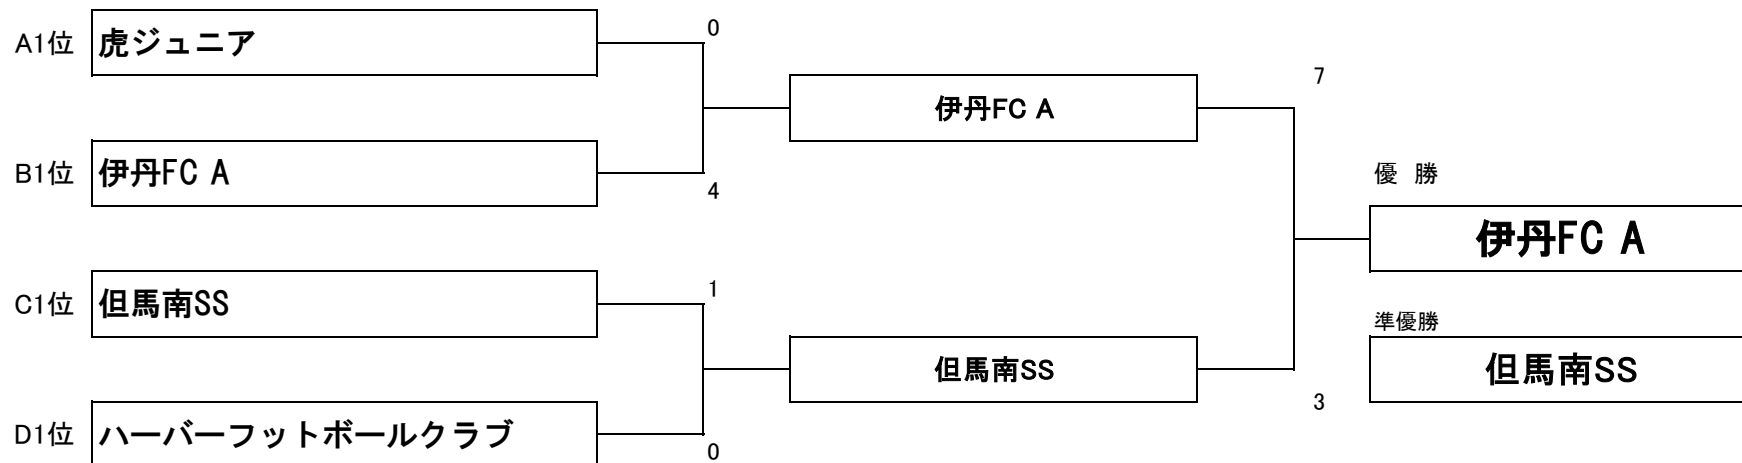 A1位 虎ジュニア 0
伊丹FC A 7
B1位 伊丹FC A 4
優 勝
伊丹FC A
C1位 但馬南SS 1
準優勝
但馬南SS 3
但馬南SS
D1位 ハーバーフットボールクラブ 0